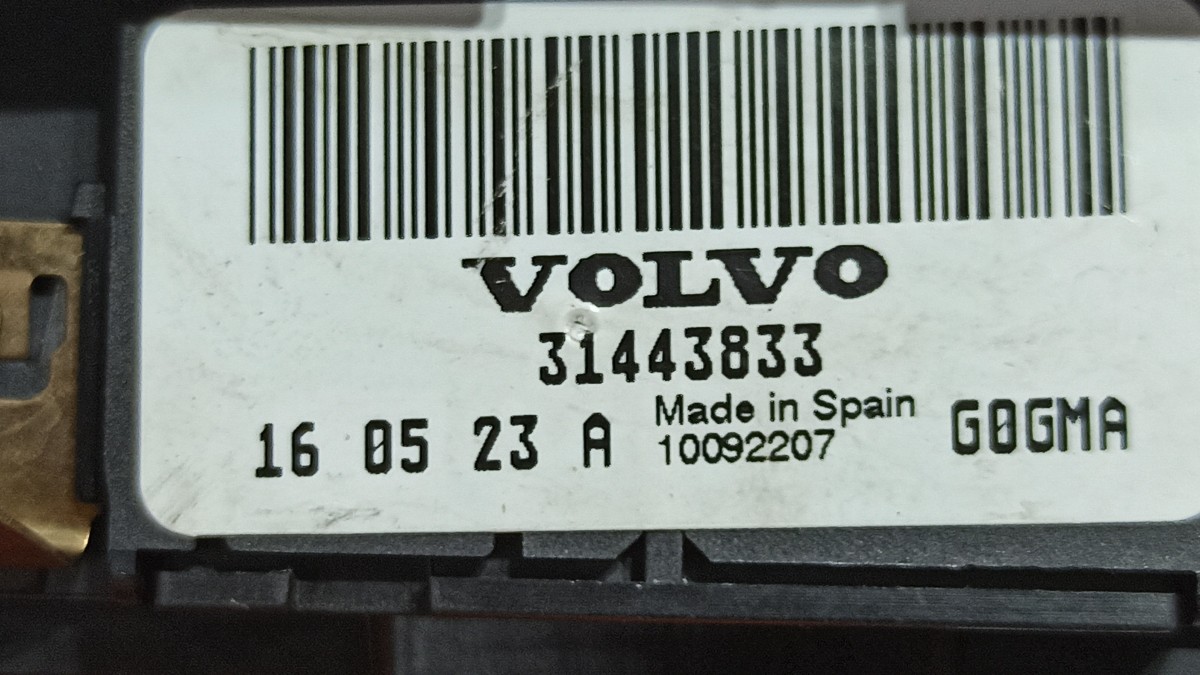 VOLVO
31443833
16 05 23 A Made in Spain G0GMA
10092207